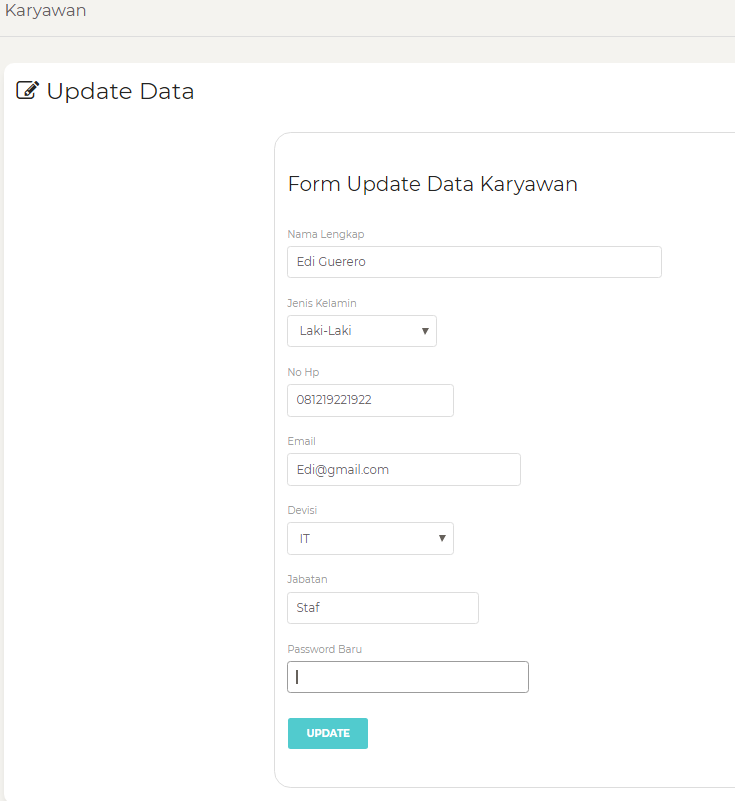 Karyawan
Update Data
Form Update Data Karyawan
Nama Lengkap
Edi Guerero
Jenis Kelamin
Laki-Laki
No Hp
081219221922
Email
Edi@gmail.com
Devisi
IT
Jabatan
Staf
Password Baru
UPDATE